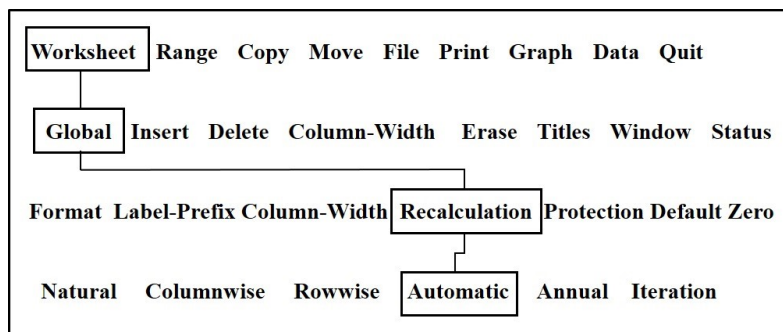 Worksheet Range Copy Move File Print Graph Data Quit
Global Insert Delete Column-Width Erase Titles Window Status
Format Label-Prefix Column-Width Recalculation Protection Default Zero
Natural Columnwise Rowwise Automatic Annual Iteration